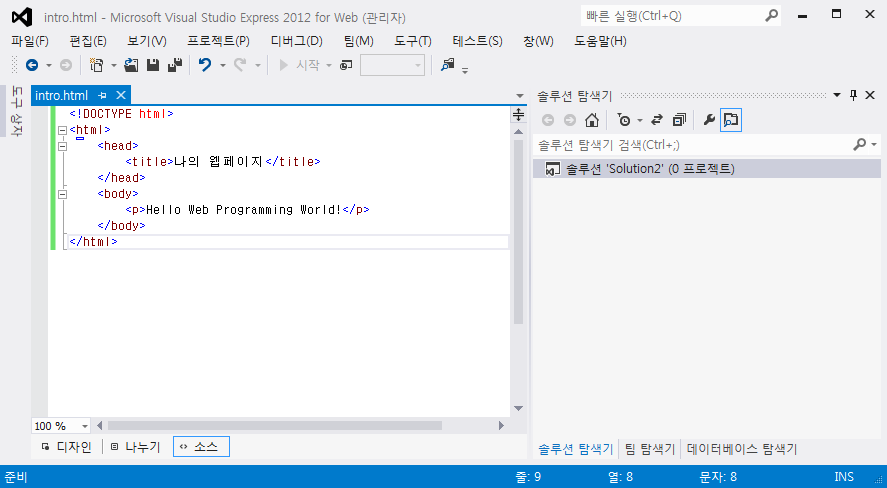 intro.html - Microsoft Visual Studio Express 2012 for Web (관리자)
빠른 실행(Ctrl+Q)
파일(F) 편집(E) 보기(V) 프로젝트(P) 디버그(D) 팀(M) 도구(T) 테스트(S) 창(W) 도움말(H)
시작
도구 상자
intro.html
<!DOCTYPE html>
<html>
<head>
<title>나의 웹페이지</title>
</head>
<body>
<p>Hello Web Programming World!</p>
</body>
</html>
100 %
디자인 나누기 소스
솔루션 탐색기
솔루션 탐색기 검색(Ctrl+;)
솔루션 'Solution2' (0 프로젝트)
솔루션 탐색기 팀 탐색기 데이터베이스 탐색기
준비 줄: 9 열: 8 문자: 8 INS